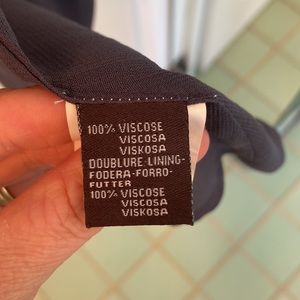 100% VISCOSE
VISCOSA
VISKOSA
DOUBLURE-LINING-
FODERA-FORRO-
FUTTER
100% VISCOSE
VISCOSA
VISKOSA